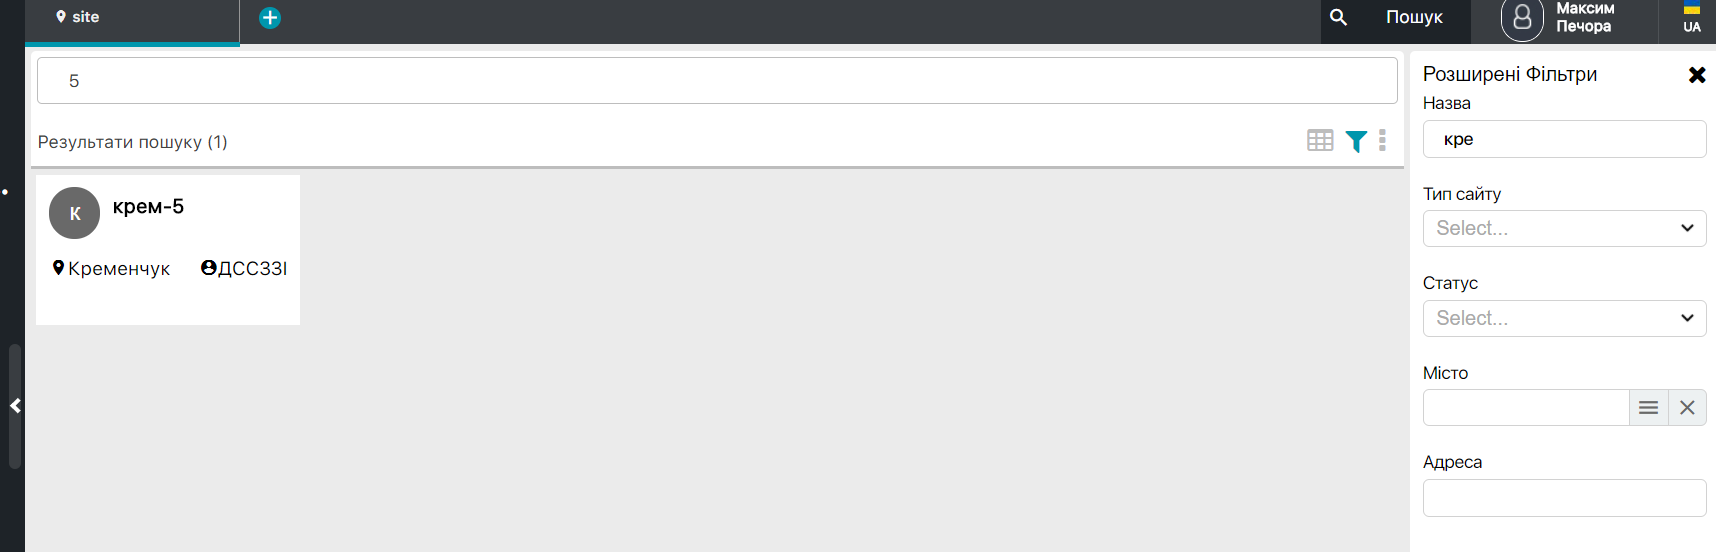 site
Пошук
Максим
Печора
UA
5
Результати пошуку (1)
К
крем-5
Кременчук
ДССЗЗІ
Розширені Фільтри
Назва
кре
Тип сайту
Select...
Статус
Select...
Місто
Адреса